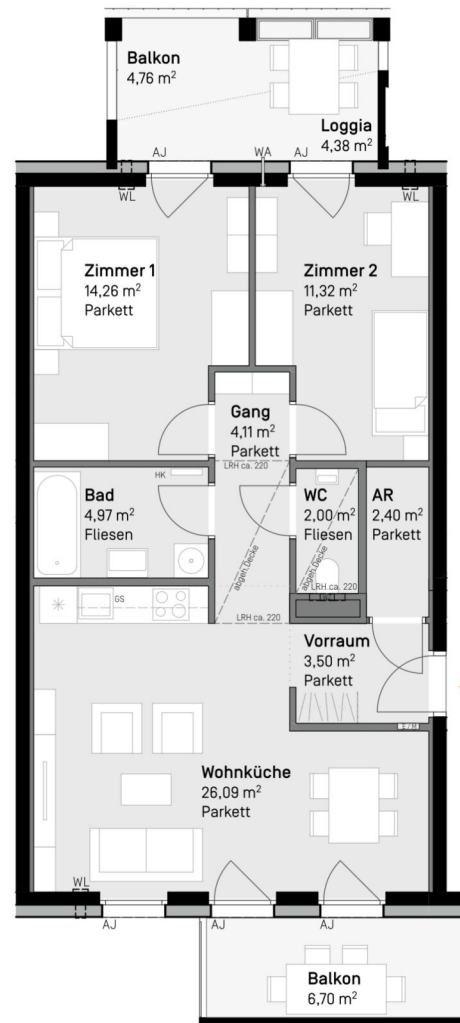 Balkon
4,76 m²
Loggia
4,38 m²
AJ
WA
AJ
WL
WL
Zimmer 1
14,26 m²
Parkett
Zimmer 2
11,32 m²
Parkett
Gang
4,11 m²
Parkett
LRH ca. 220
HK
Bad
4,97 m²
Fliesen
WC
2,00 m²
Fliesen
AR
2,40 m²
Parkett
abgeh.Decke
abgeh.Decke
LRH ca. 220
GS
LRH ca. 220
Vorraum
3,50 m²
Parkett
Wohnküche
26,09 m²
Parkett
WL
AJ
AJ
AJ
Balkon
6,70 m²